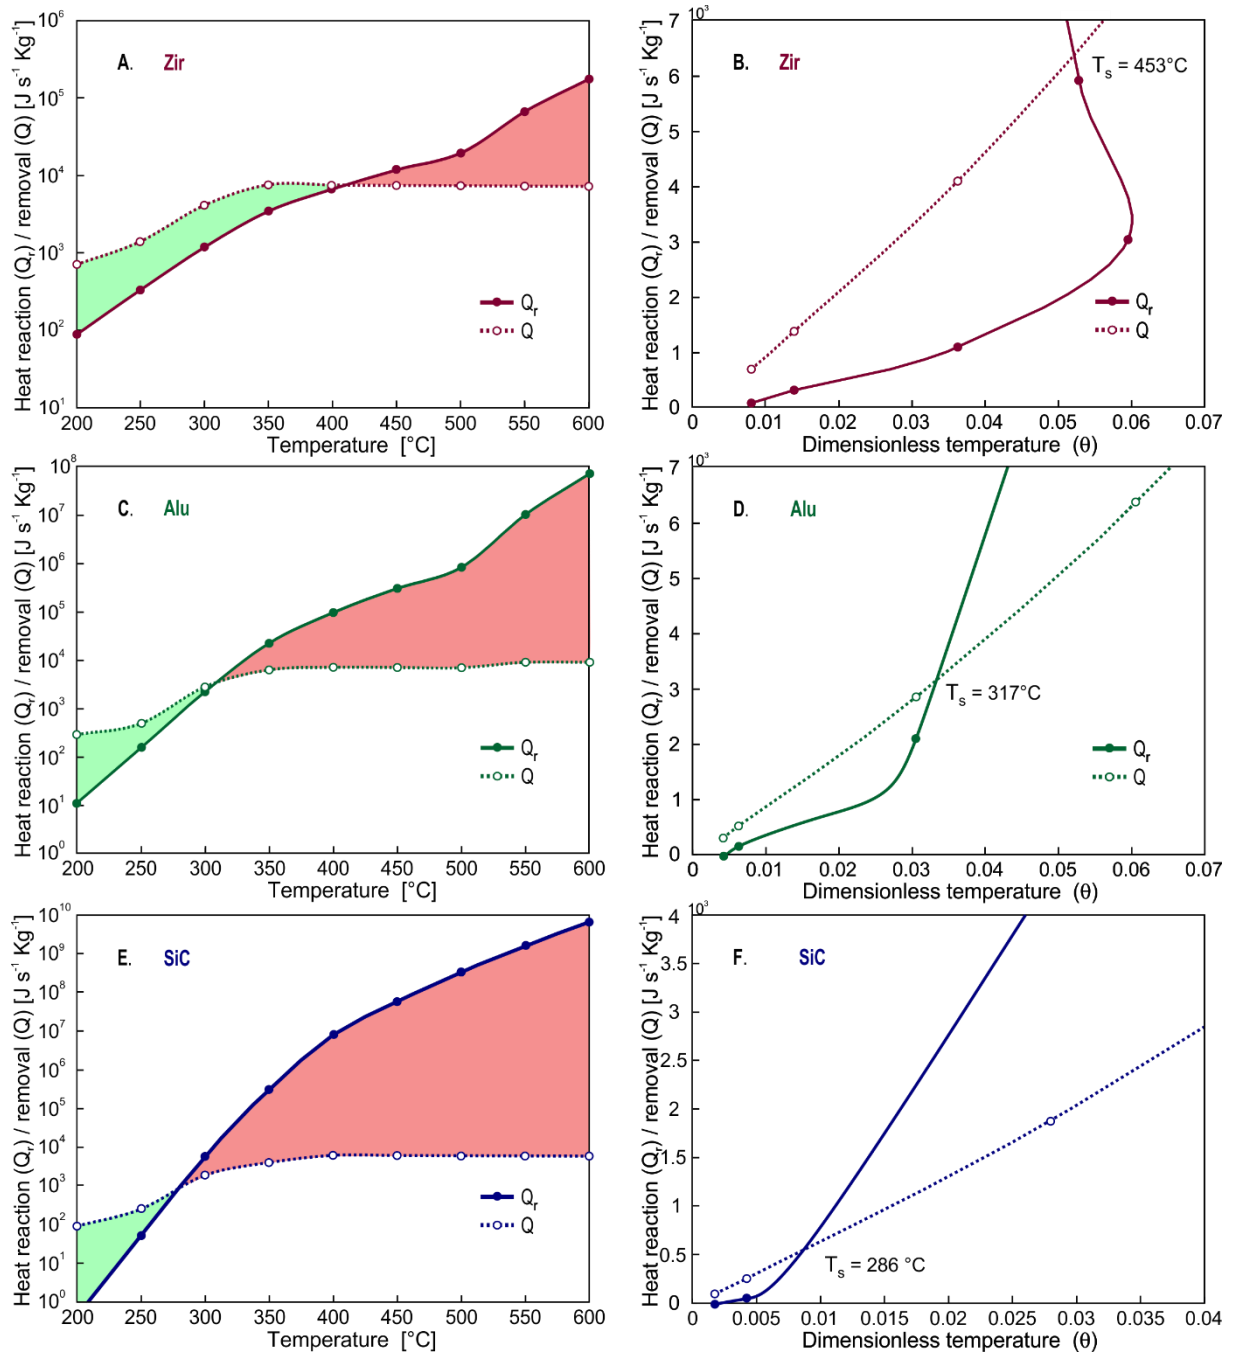 A. Zir
Heat reaction (Qr) / removal (Q) [J s-1 Kg-1]
10^6
10^5
10^4
10^3
10^2
10^1
Qr
Q
200 250 300 350 400 450 500 550 600
Temperature [°C]
B. Zir
10^3
Heat reaction (Qr) / removal (Q) [J s-1 Kg-1]
7
6
5
4
3
2
1
0
Ts = 453°C
Qr
Q
0 0.01 0.02 0.03 0.04 0.05 0.06 0.07
Dimensionless temperature (θ)
C. Alu
Heat reaction (Qr) / removal (Q) [J s-1 Kg-1]
10^8
10^7
10^6
10^5
10^4
10^3
10^2
10^1
10^0
Qr
Q
200 250 300 350 400 450 500 550 600
Temperature [°C]
D. Alu
10^3
Heat reaction (Qr) / removal (Q) [J s-1 Kg-1]
7
6
5
4
3
2
1
0
Ts = 317°C
Qr
Q
0 0.01 0.02 0.03 0.04 0.05 0.06 0.07
Dimensionless temperature (θ)
E. SiC
Heat reaction (Qr) / removal (Q) [J s-1 Kg-1]
10^10
10^9
10^8
10^7
10^6
10^5
10^4
10^3
10^2
10^1
10^0
Qr
Q
200 250 300 350 400 450 500 550 600
Temperature [°C]
F. SiC
10^3
Heat reaction (Qr) / removal (Q) [J s-1 Kg-1]
4
3.5
3
2.5
2
1.5
1
0.5
0
Ts = 286 °C
Qr
Q
0 0.005 0.01 0.015 0.02 0.025 0.03 0.035 0.04
Dimensionless temperature (θ)